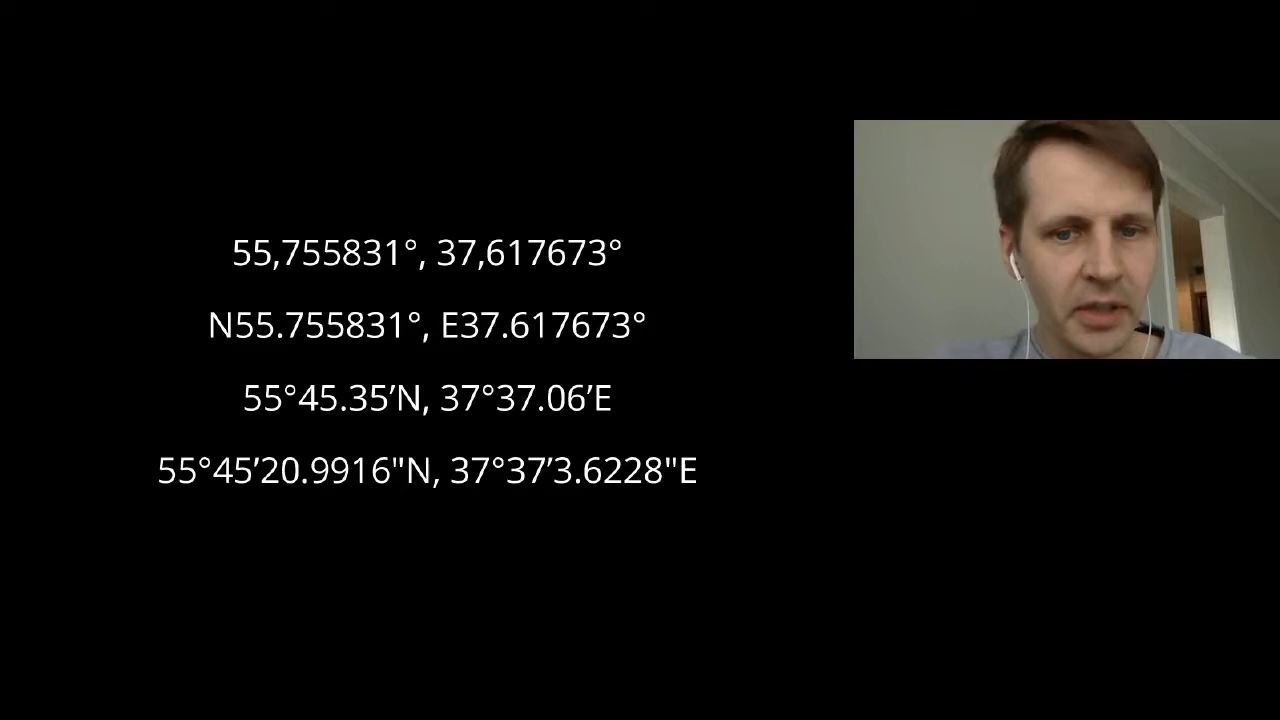 55,755831°, 37,617673°
N55.755831°, E37.617673°
55°45.35’N, 37°37.06’E
55°45’20.9916"N, 37°37’3.6228"E